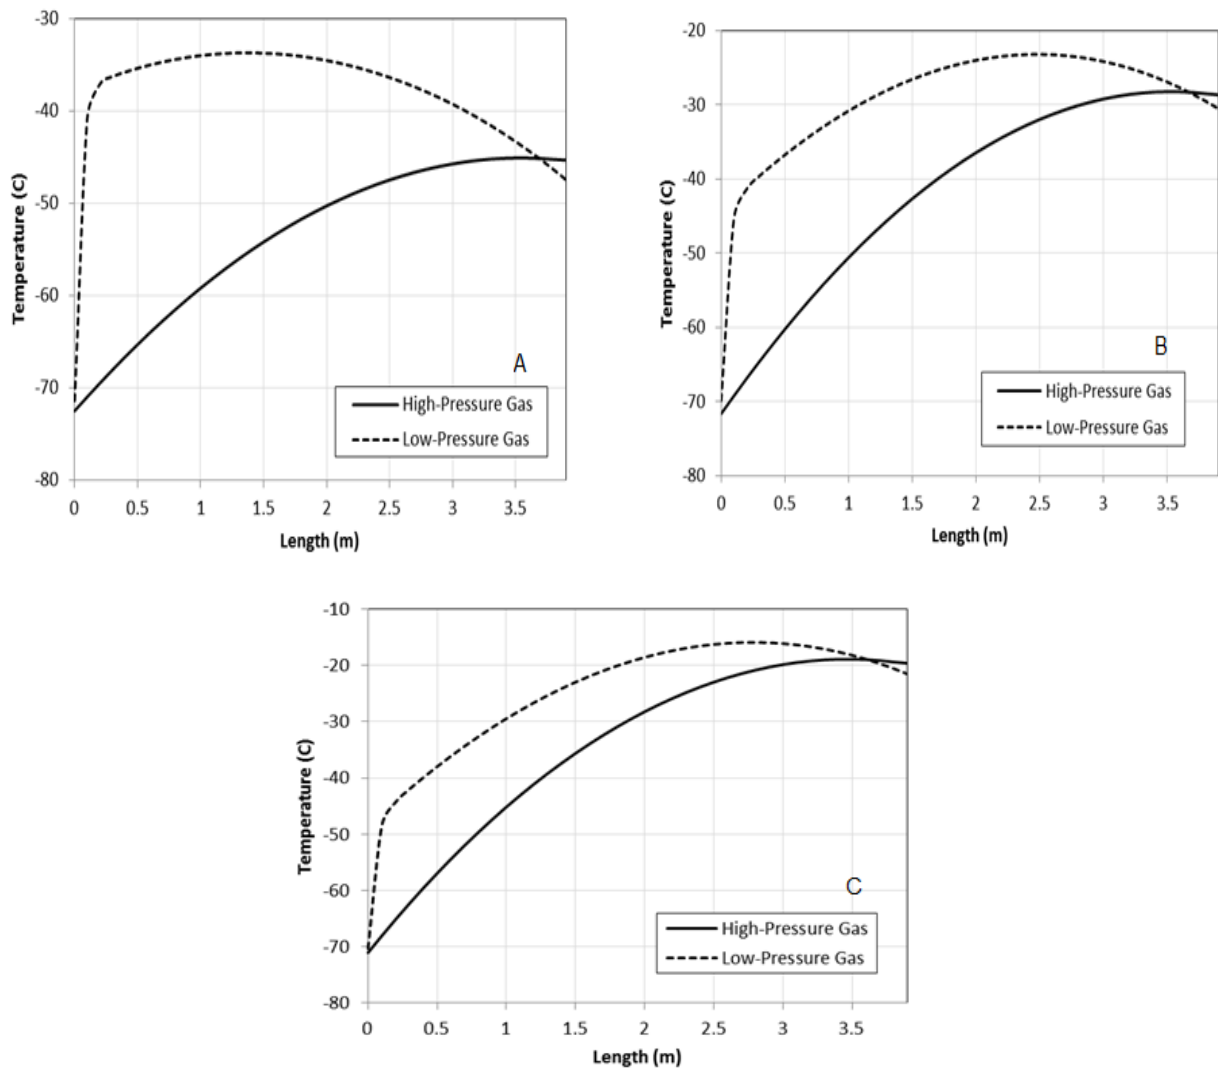 -30
-40
-50
-60
-70
-80
Temperature (C)
0 0.5 1 1.5 2 2.5 3 3.5
Length (m)
A
High-Pressure Gas
Low-Pressure Gas
-20
-30
-40
-50
-60
-70
-80
Temperature (C)
0 0.5 1 1.5 2 2.5 3 3.5
Length (m)
B
High-Pressure Gas
Low-Pressure Gas
-10
-20
-30
-40
-50
-60
-70
-80
Temperature (C)
0 0.5 1 1.5 2 2.5 3 3.5
Length (m)
C
High-Pressure Gas
Low-Pressure Gas